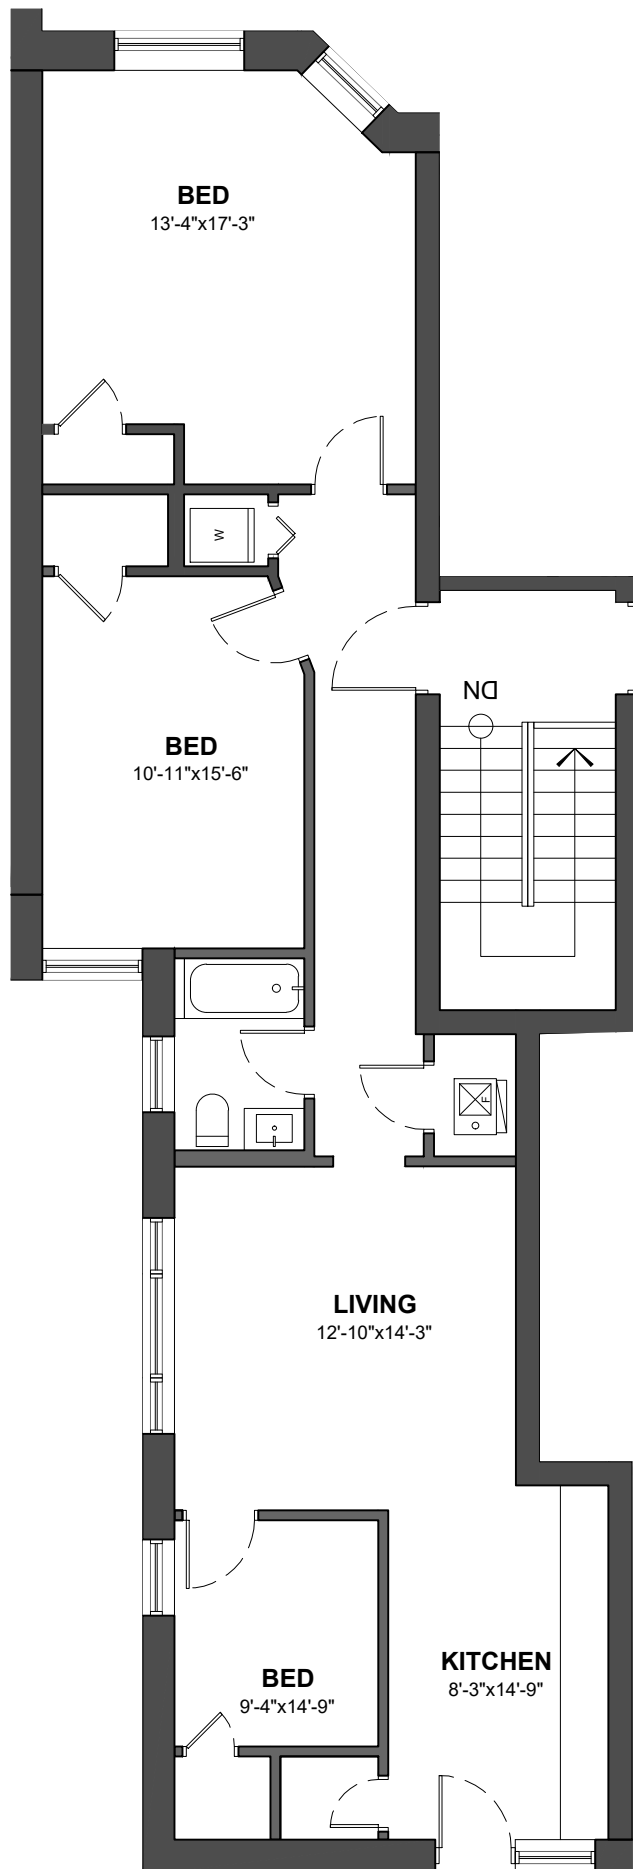 BED
13'-4"x17'-3"
W
DN
BED
10'-11"x15'-6"
F
LIVING
12'-10"x14'-3"
KITCHEN
8'-3"x14'-9"
BED
9'-4"x14'-9"